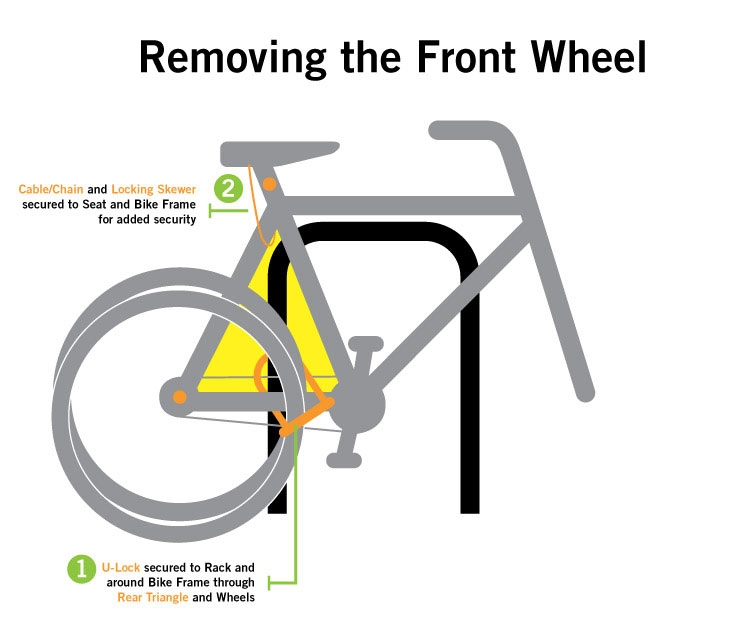 Removing the Front Wheel
2
Cable/Chain and Locking Skewer
secured to Seat and Bike Frame
for added security
1
U-Lock secured to Rack and
around Bike Frame through
Rear Triangle and Wheels